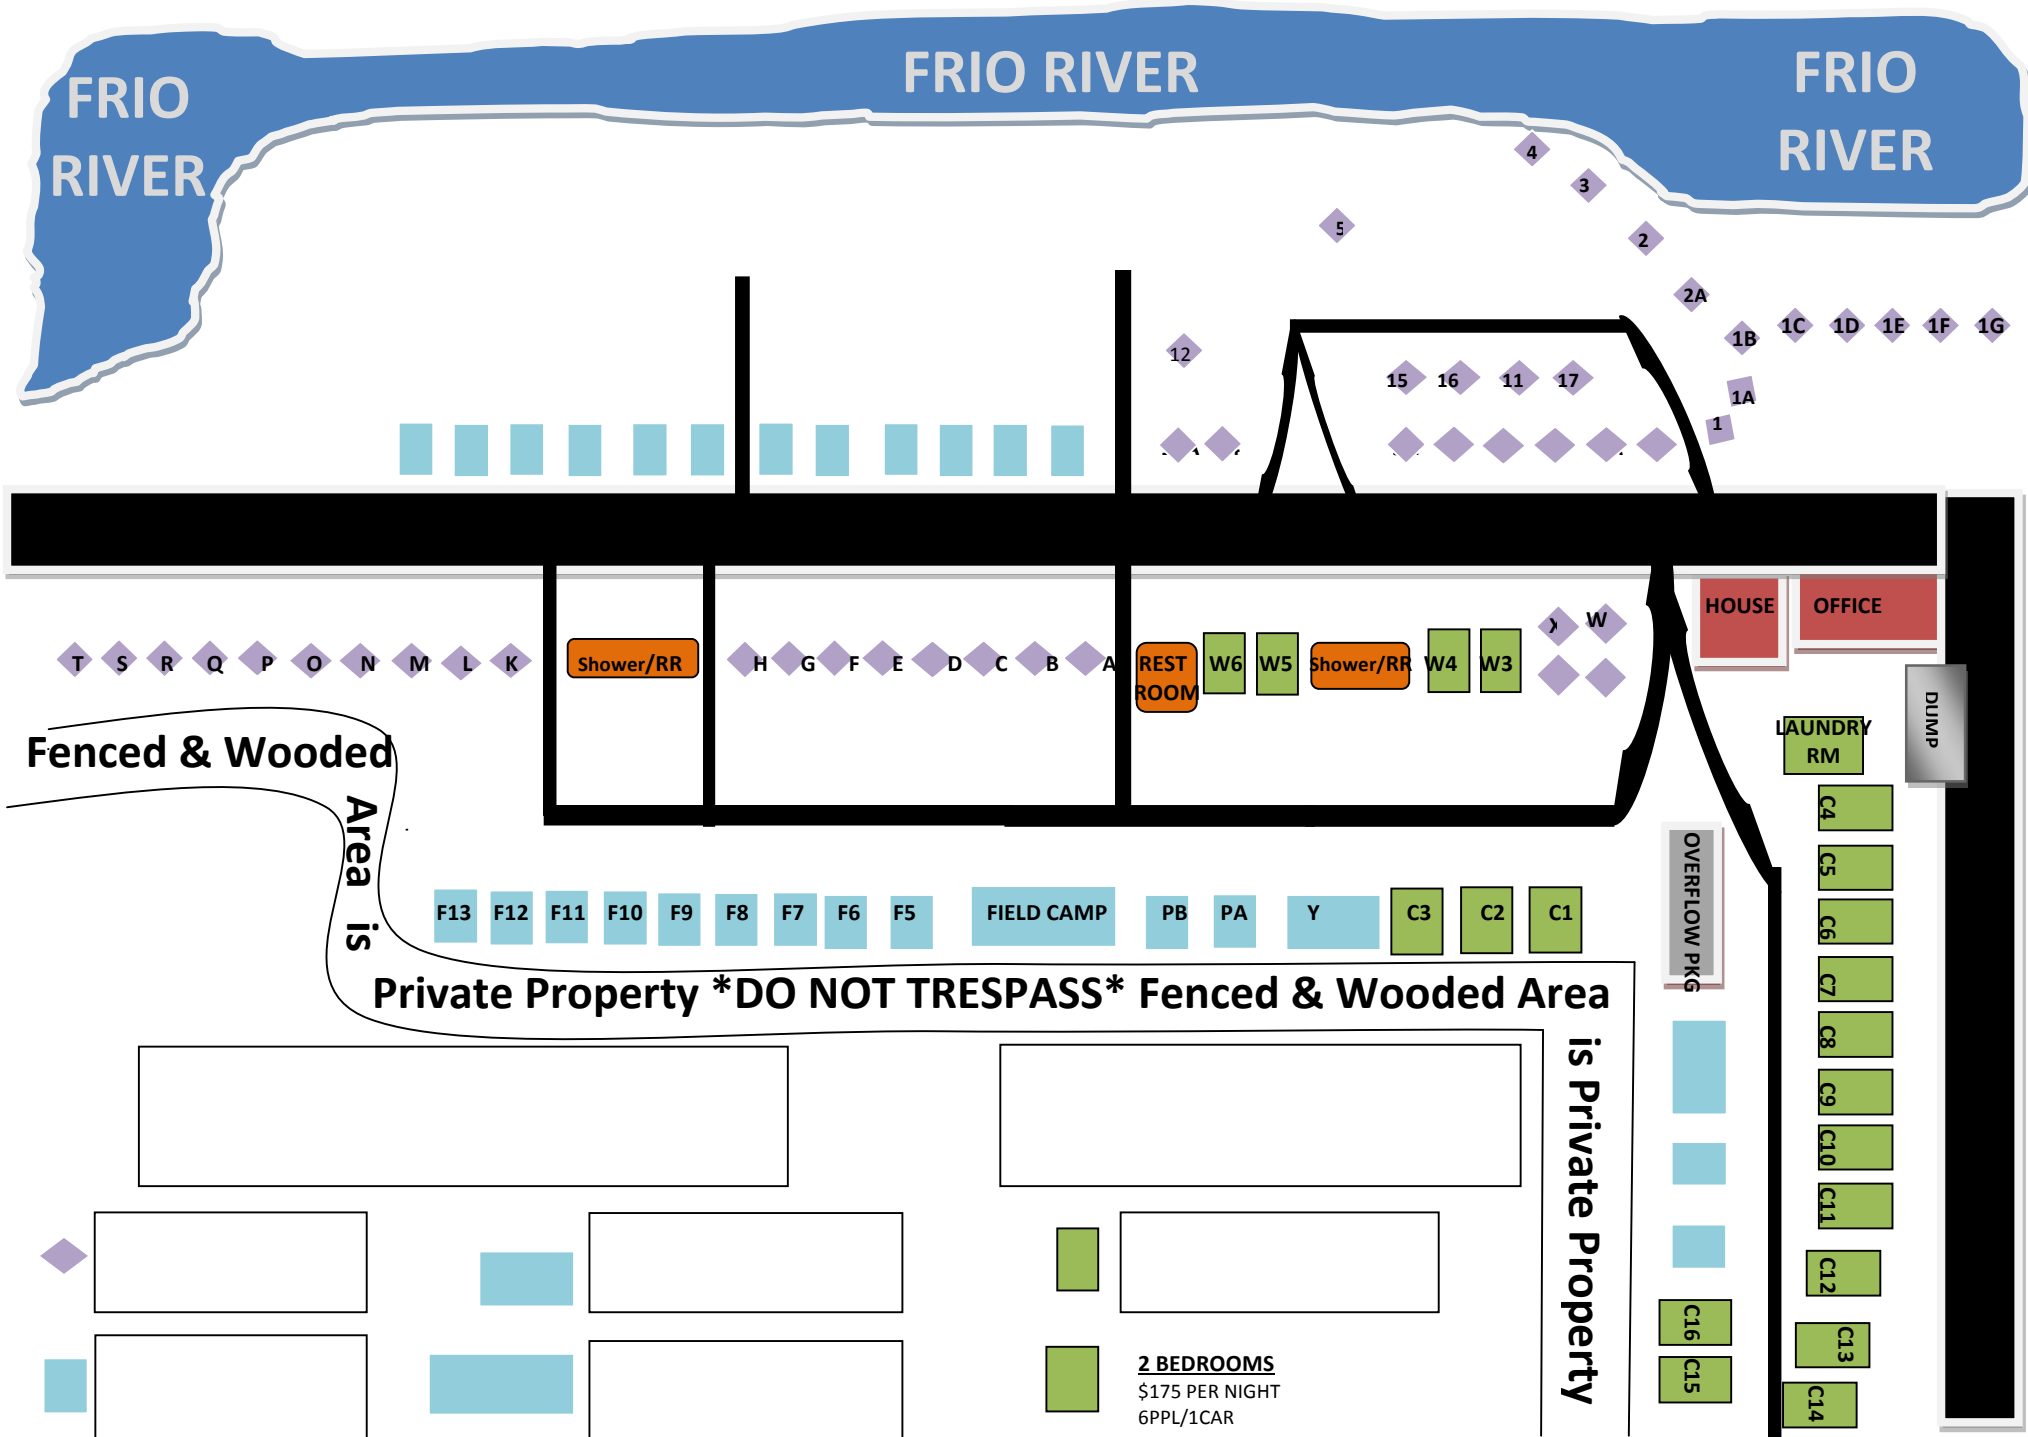 FRIO
RIVER
FRIO RIVER
FRIO
RIVER
4
3
5
2
2A
12
1B
1C
1D
1E
1F
1G
15
16
11
17
1A
1
HOUSE
OFFICE
T
S
R
Q
P
O
N
M
L
K
Shower/RR
H
G
F
E
D
C
B
A
REST
ROOM
W6
W5
Shower/RR
W4
W3
X
W
DUMP
LAUNDRY
RM
Fenced & Wooded
Area is
Private Property *DO NOT TRESPASS* Fenced & Wooded Area
is Private Property
F13
F12
F11
F10
F9
F8
F7
F6
F5
FIELD CAMP
PB
PA
Y
C3
C2
C1
OVERFLOW PKG
C4
C5
C6
C7
C8
C9
C10
C11
C12
C13
C14
C16
C15
2 BEDROOMS
$175 PER NIGHT
6PPL/1CAR